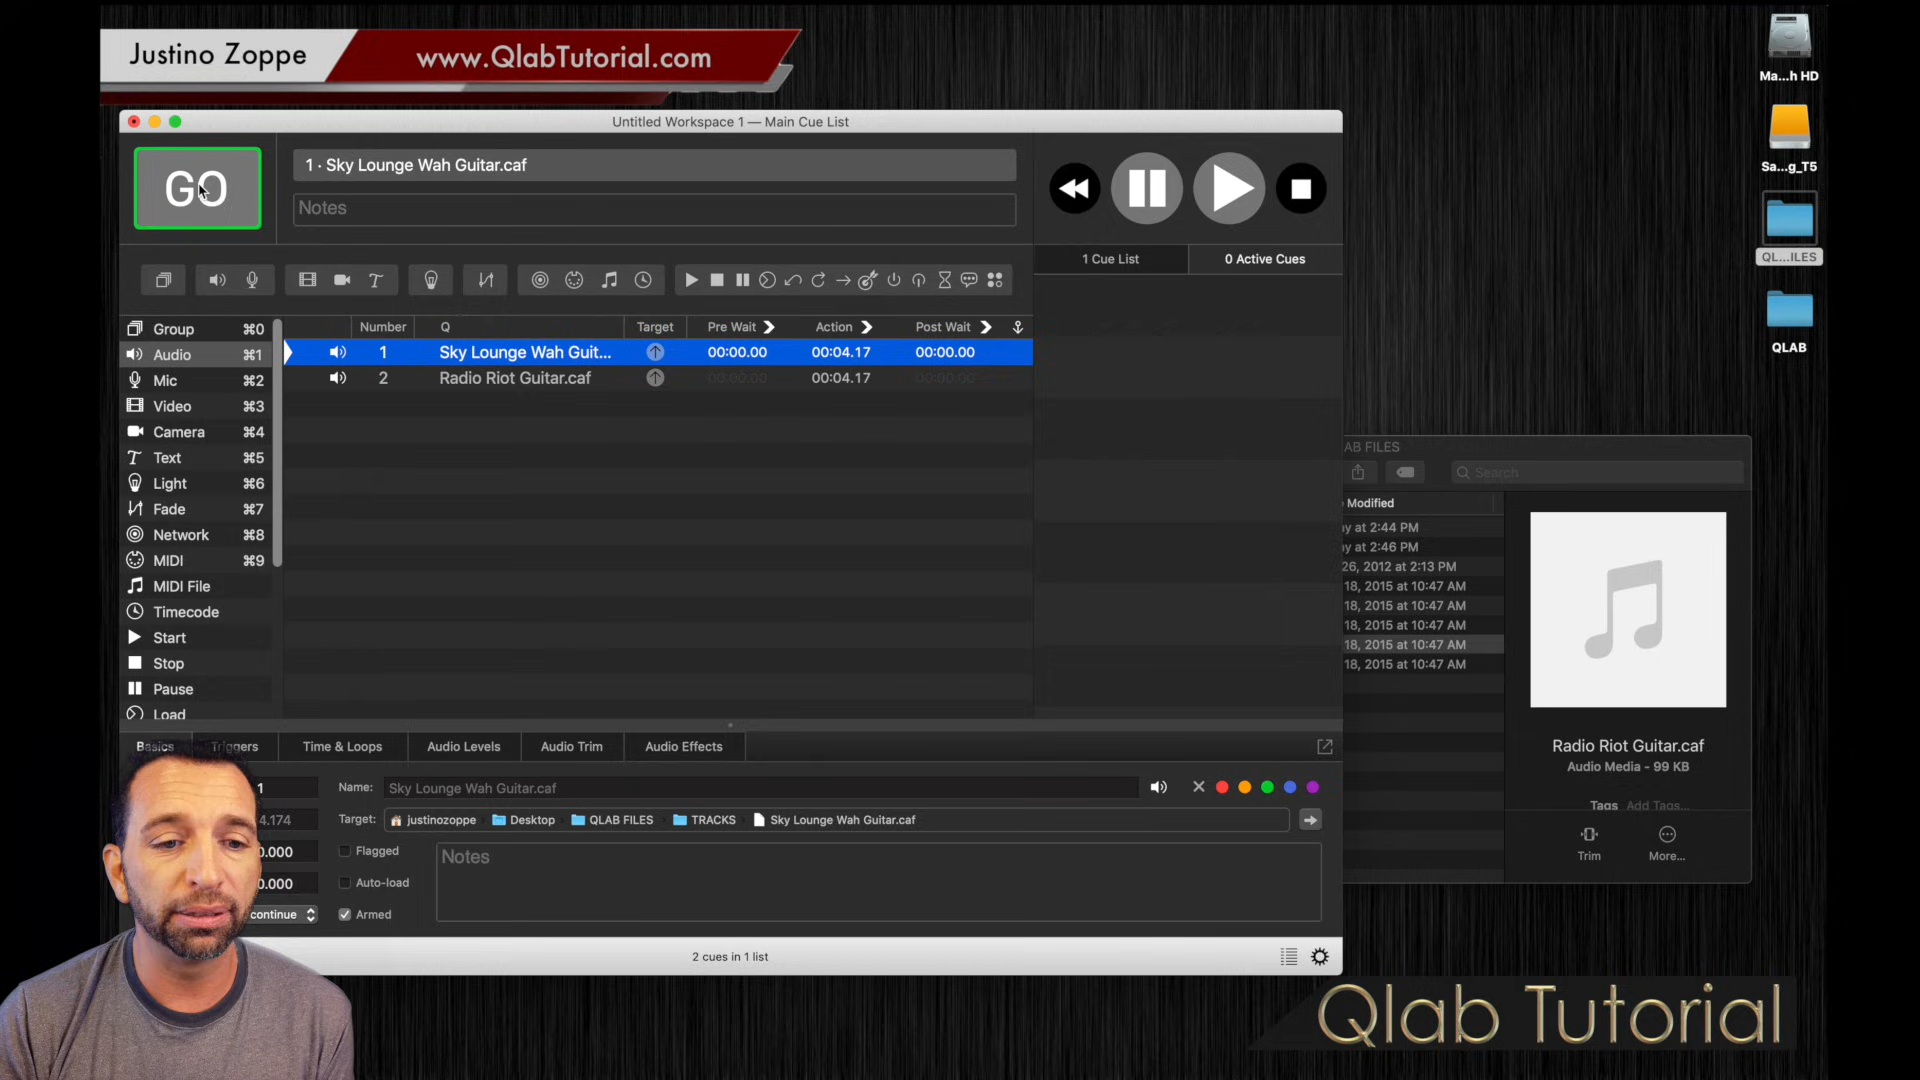 Justino Zoppe
www.QlabTutorial.com
Untitled Workspace 1 — Main Cue List
GO
1 · Sky Lounge Wah Guitar.caf
Notes
1 Cue List
0 Active Cues
Number
Q
Target
Pre Wait
Action
Post Wait
1
Sky Lounge Wah Guit...
00:00.00
00:04.17
00:00.00
2
Radio Riot Guitar.caf
00:00.00
00:04.17
00:00.00
Group ⌘0
Audio ⌘1
Mic ⌘2
Video ⌘3
Camera ⌘4
Text ⌘5
Light ⌘6
Fade ⌘7
Network ⌘8
MIDI ⌘9
MIDI File
Timecode
Start
Stop
Pause
Load
Basics
Triggers
Time & Loops
Audio Levels
Audio Trim
Audio Effects
1
4.174
0.000
0.000
continue
Name:
Sky Lounge Wah Guitar.caf
Target:
justinozoppe
Desktop
QLAB FILES
TRACKS
Sky Lounge Wah Guitar.caf
Flagged
Auto-load
Armed
Notes
2 cues in 1 list
Ma...h HD
Sa...g_T5
QL...ILES
QLAB
AB FILES
Search
Modified
ay at 2:44 PM
ay at 2:46 PM
26, 2012 at 2:13 PM
18, 2015 at 10:47 AM
18, 2015 at 10:47 AM
18, 2015 at 10:47 AM
18, 2015 at 10:47 AM
18, 2015 at 10:47 AM
Radio Riot Guitar.caf
Audio Media - 99 KB
Tags
Add Tags...
Trim
More...
Qlab Tutorial